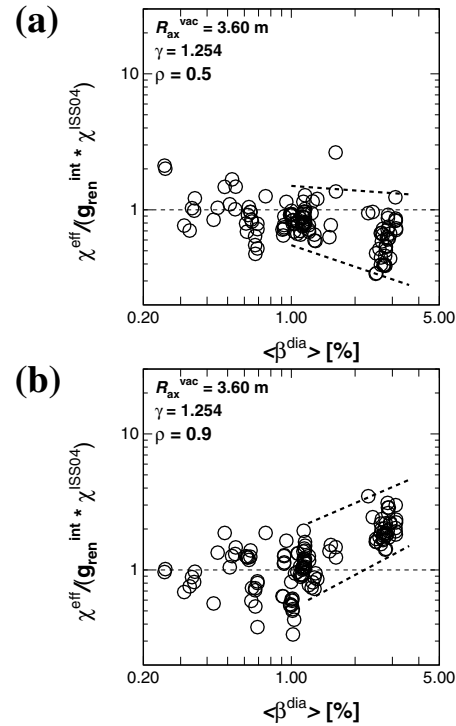 (a)
R_ax^vac = 3.60 m
γ = 1.254
ρ = 0.5
10
1
χ^eff/(g_ren^int * χ^ISS04)
0.20 1.00 5.00
<β^dia> [%]
(b)
R_ax^vac = 3.60 m
γ = 1.254
ρ = 0.9
10
1
χ^eff/(g_ren^int * χ^ISS04)
0.20 1.00 5.00
<β^dia> [%]